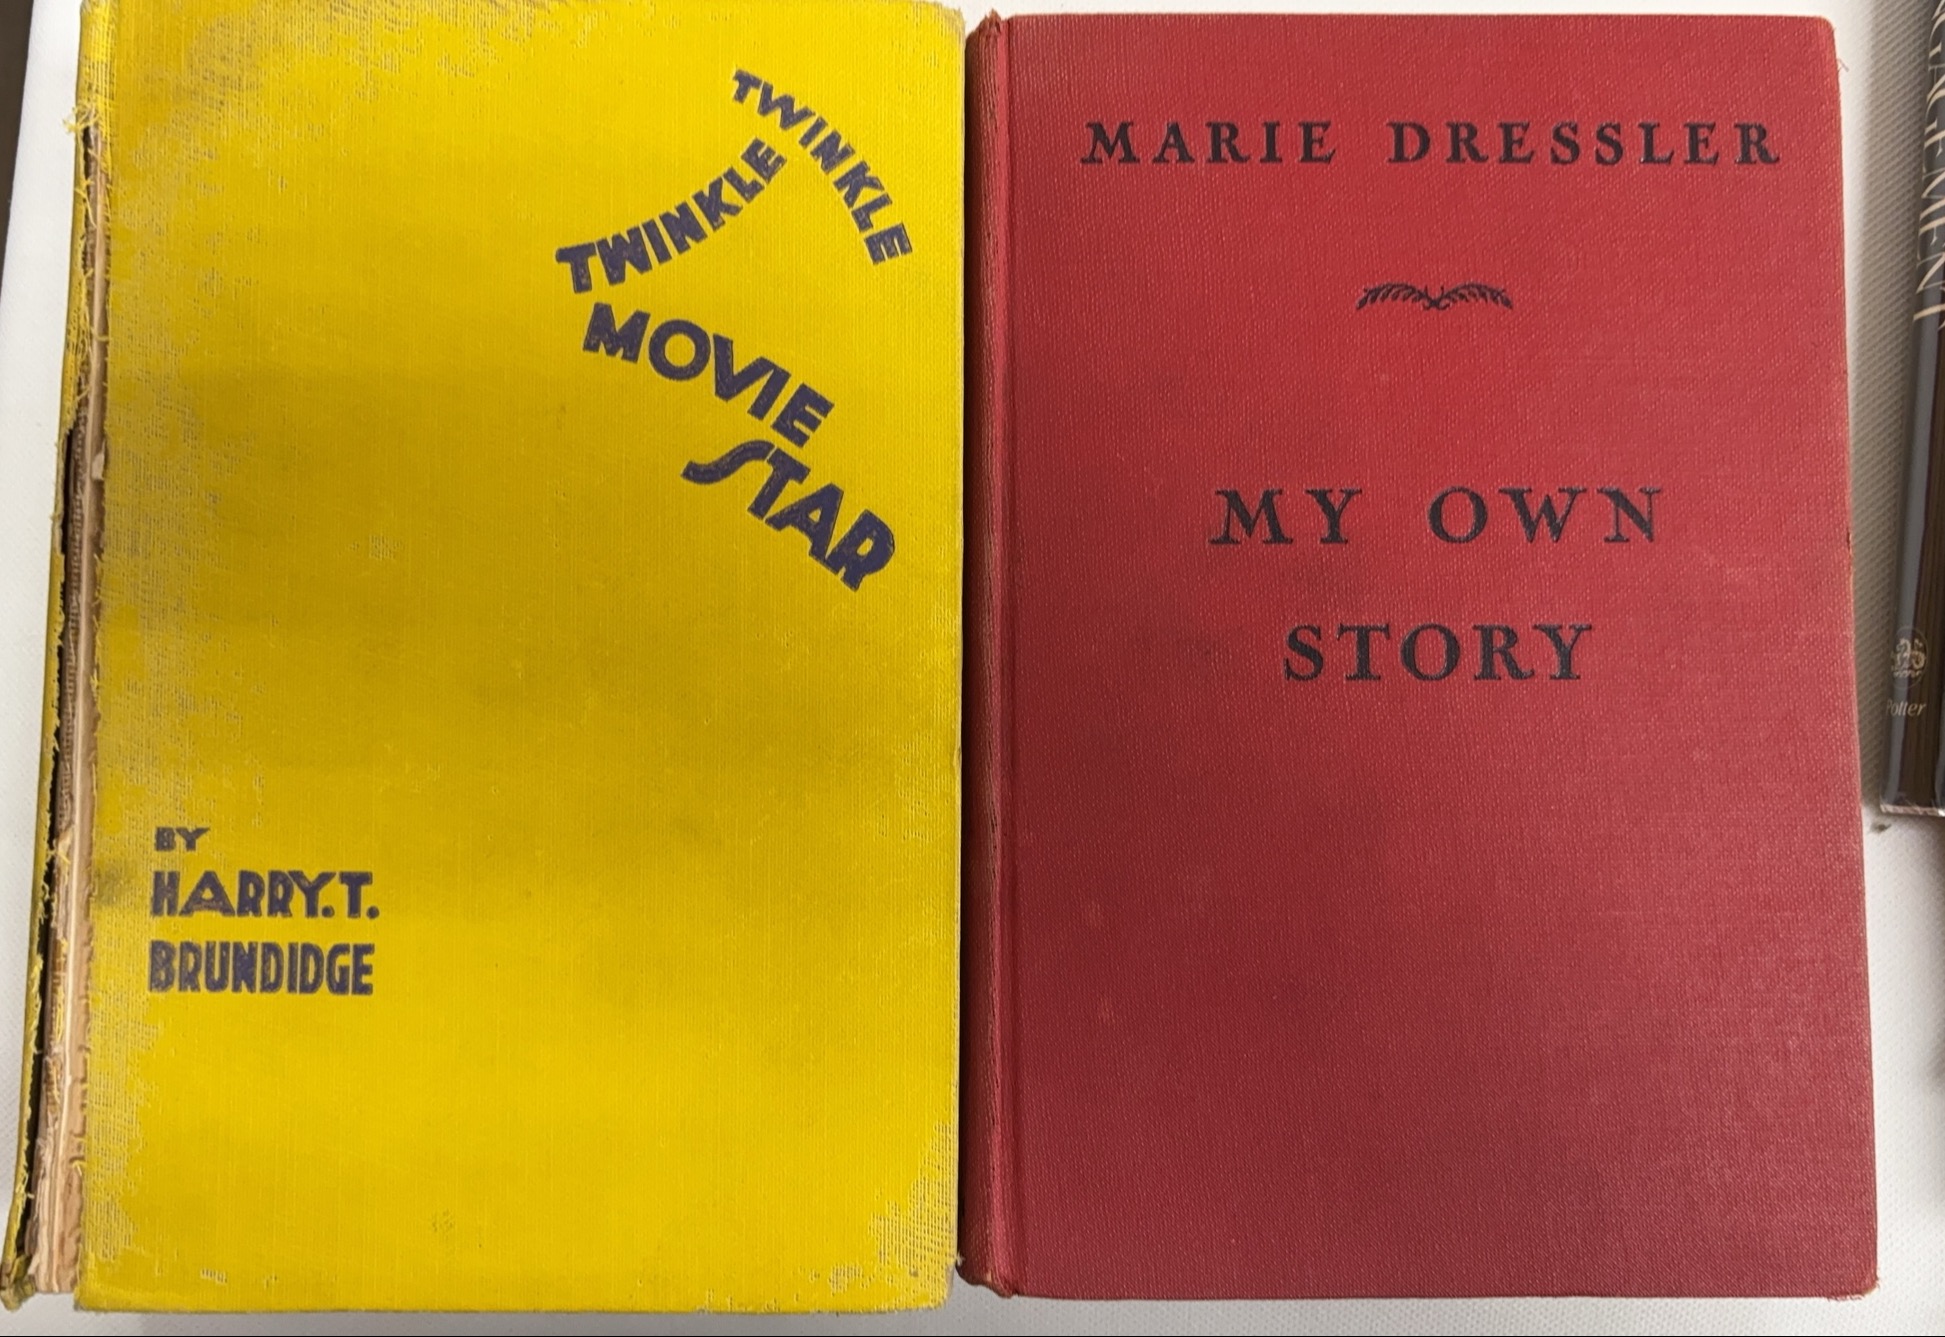 TWINKLE
TWINKLE
MOVIE
STAR
BY
HARRY.T.
BRUNDIDGE
MARIE DRESSLER
MY OWN
STORY
Potter